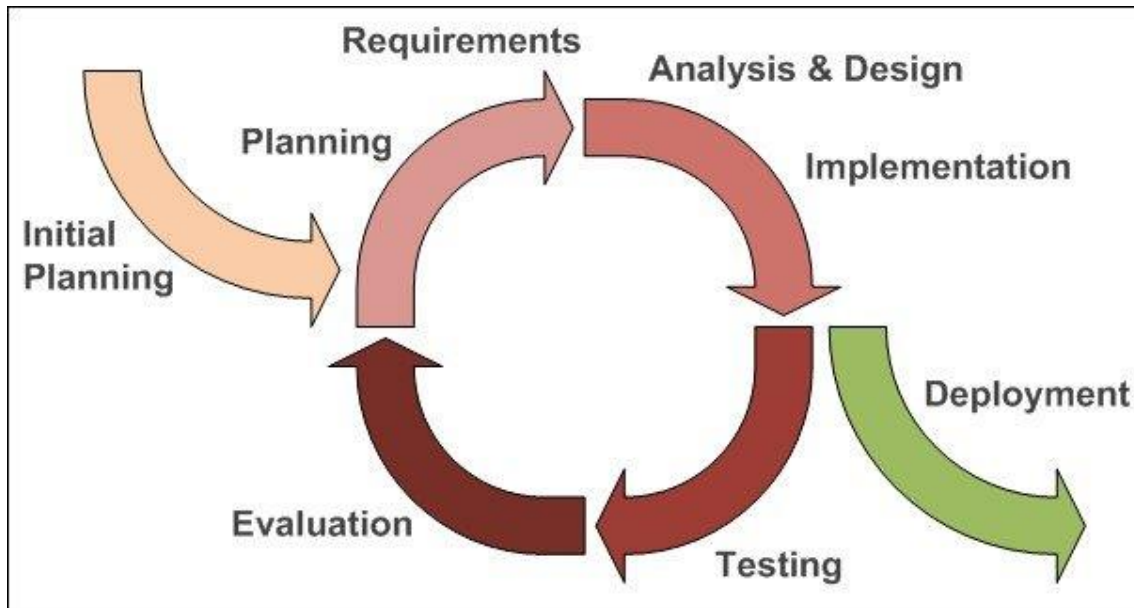 Requirements
Analysis & Design
Planning
Implementation
Initial
Planning
Deployment
Evaluation
Testing